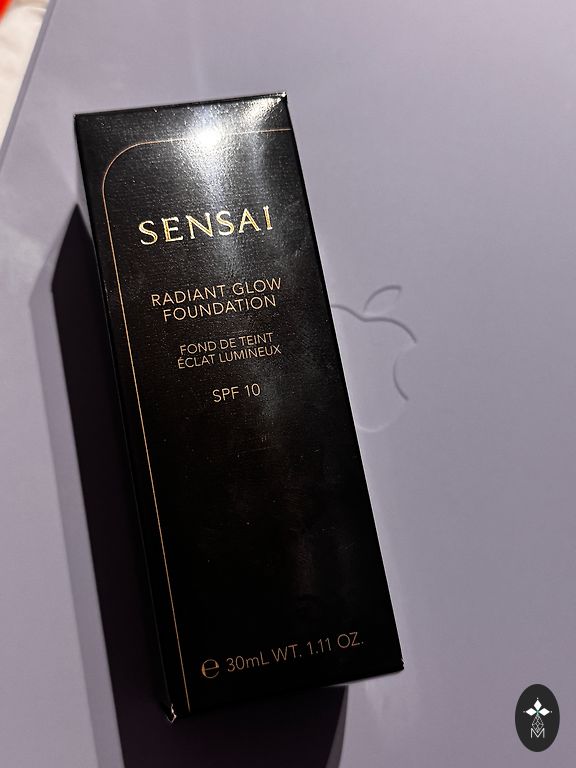 SENSAI
RADIANT GLOW
FOUNDATION
FOND DE TEINT
ÉCLAT LUMINEUX
SPF 10
℮ 30mL WT. 1.11 OZ.
M